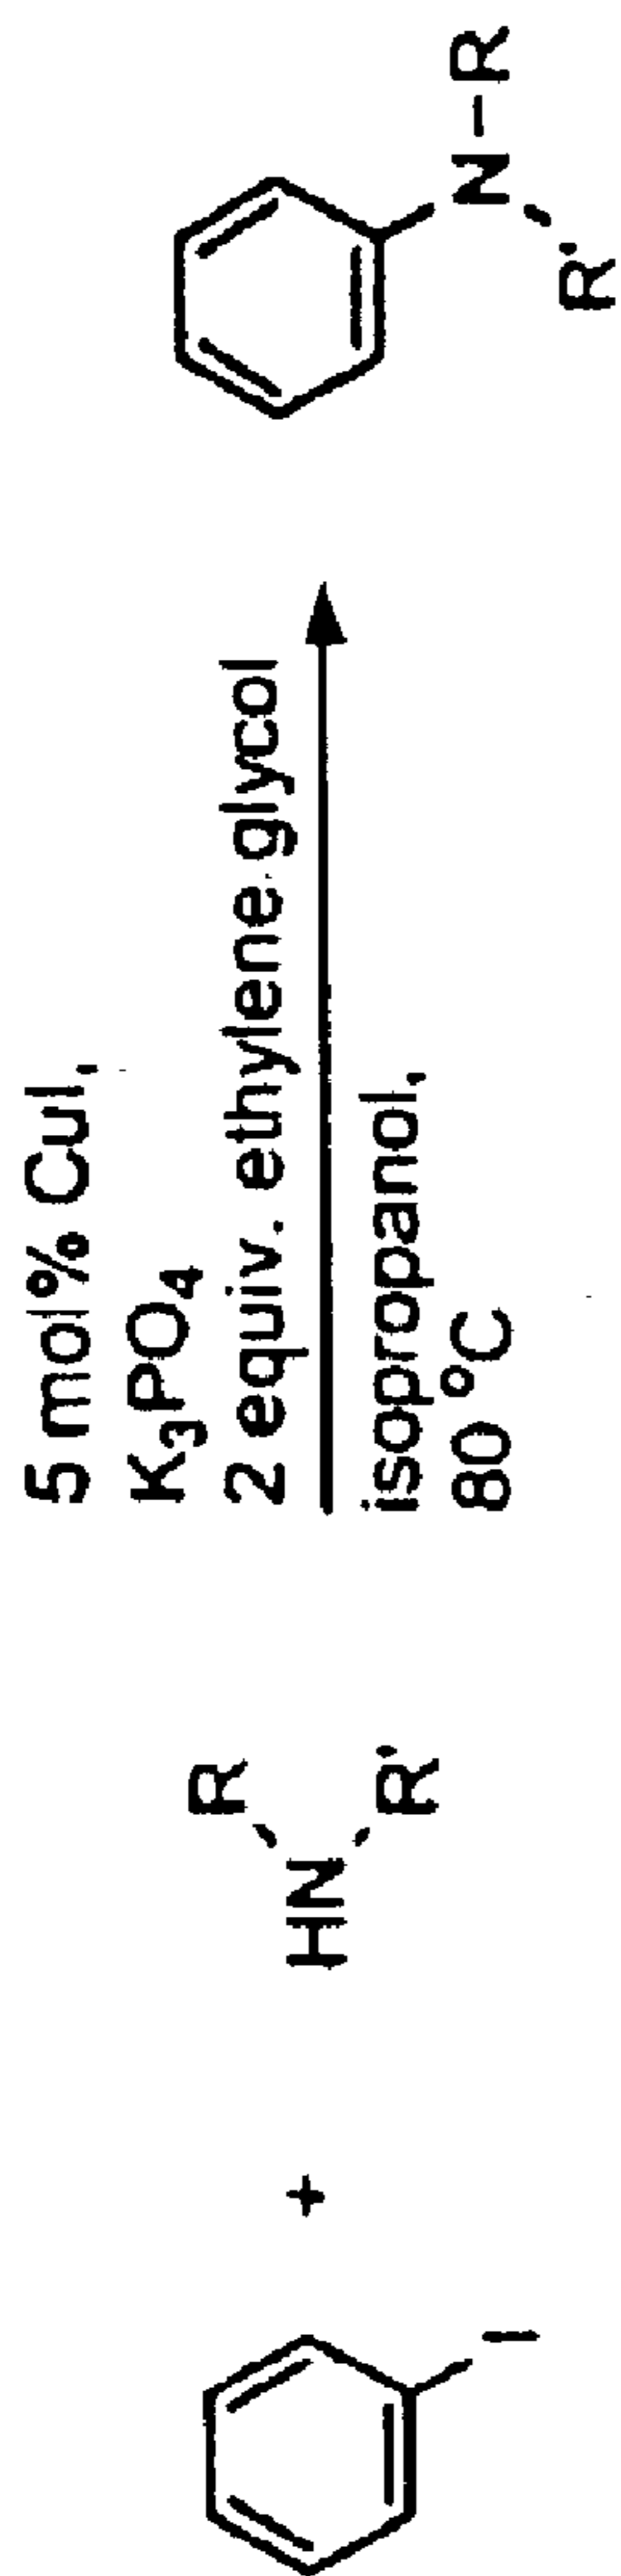 I
+
HN
R
R'
5 mol% CuI,
K3PO4
2 equiv. ethylene glycol
isopropanol,
80 °C
N-R
R'